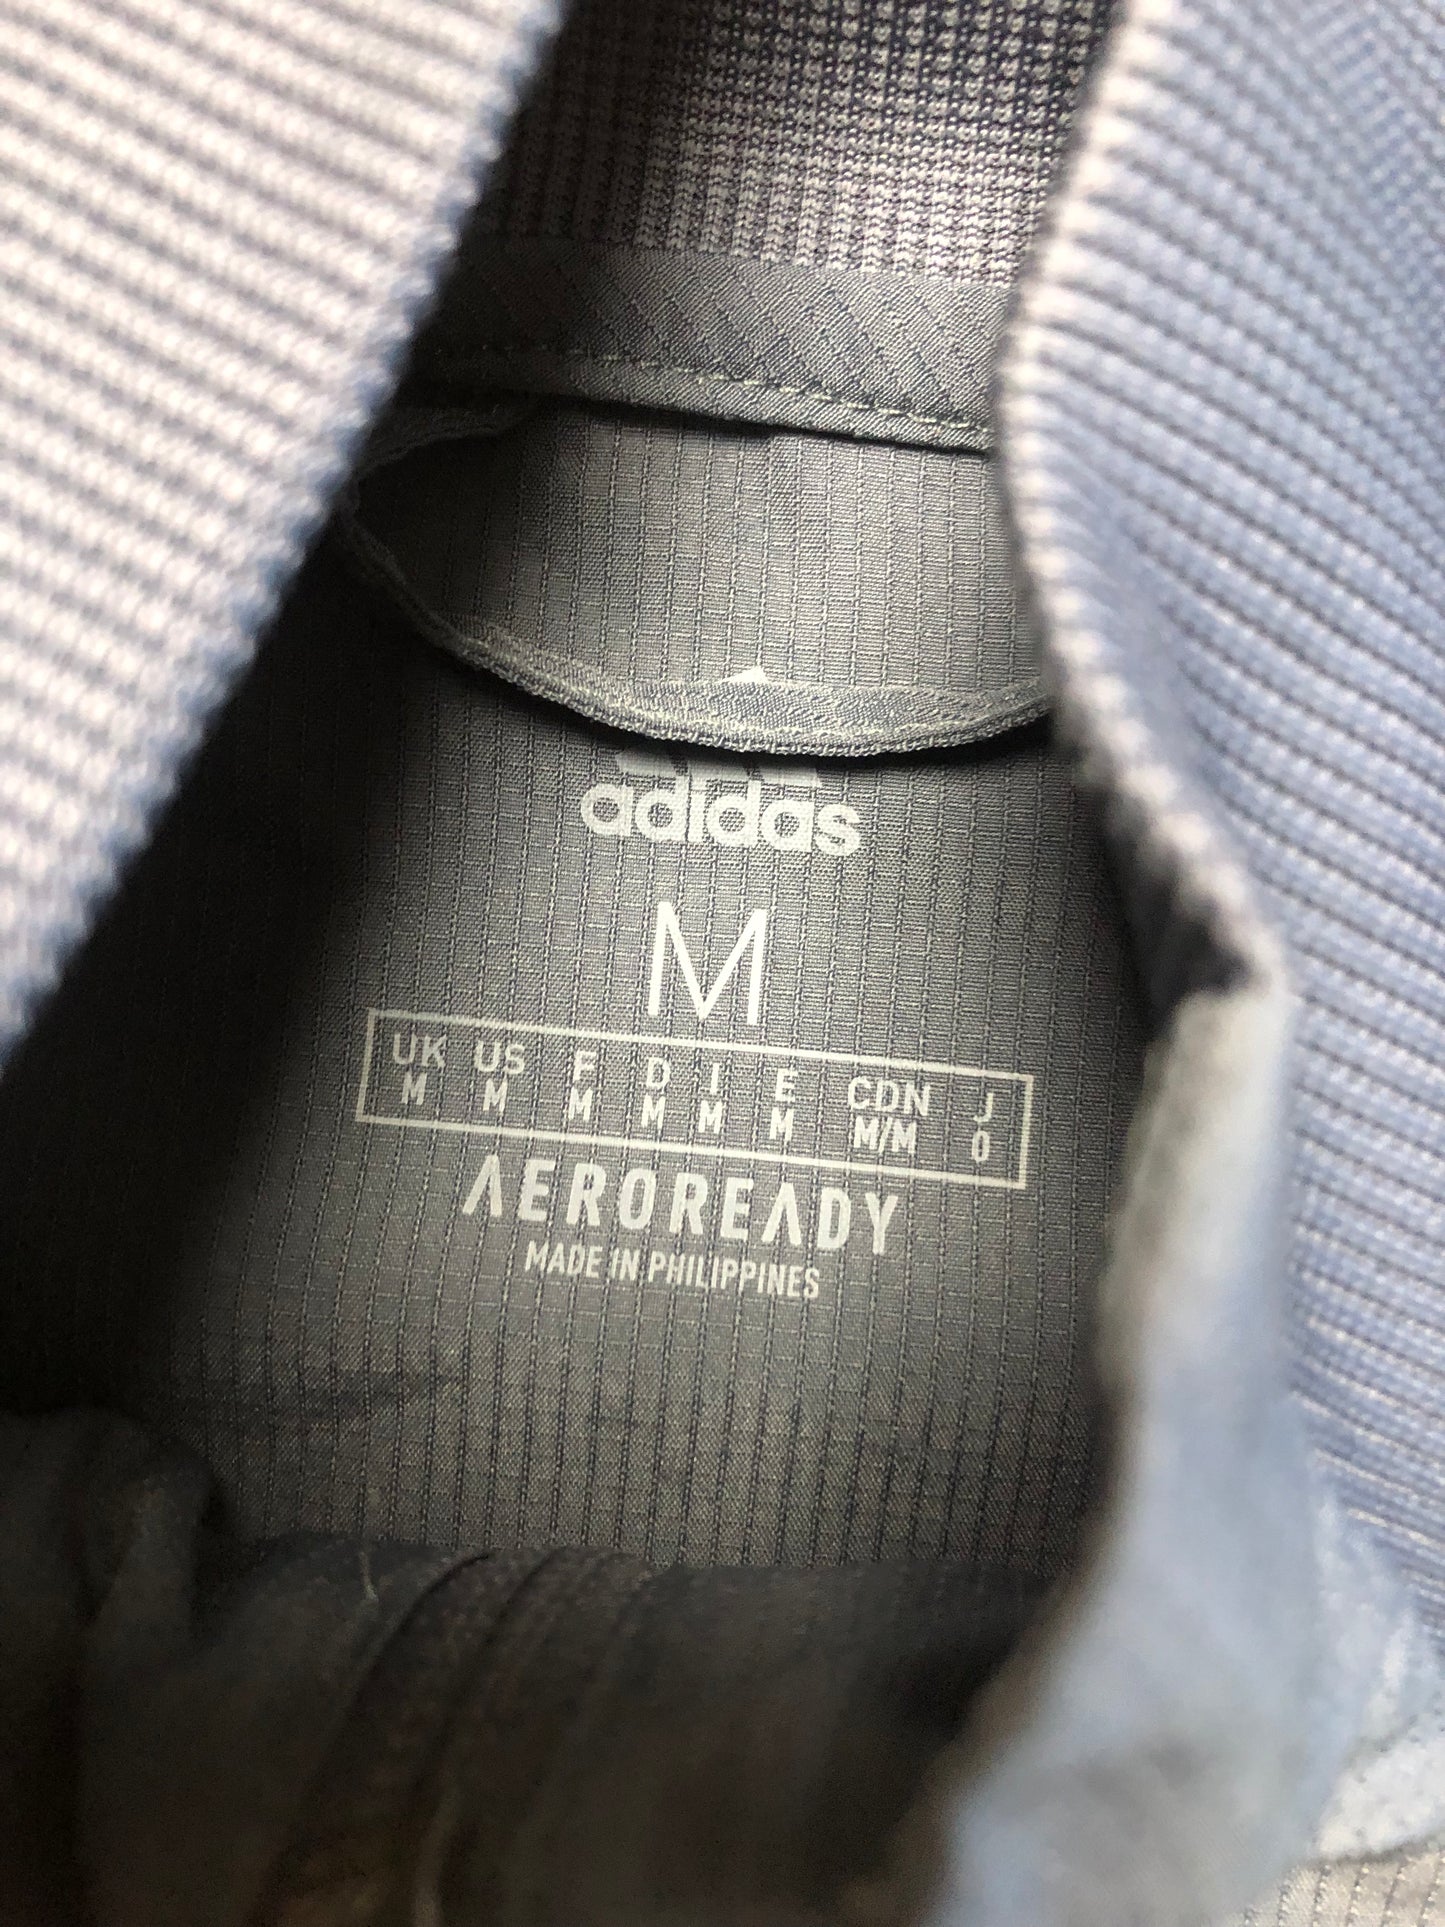 adidas
M
UK US F D I E CDN J
M M M M M M M/M O
AEROREADY
MADE IN PHILIPPINES